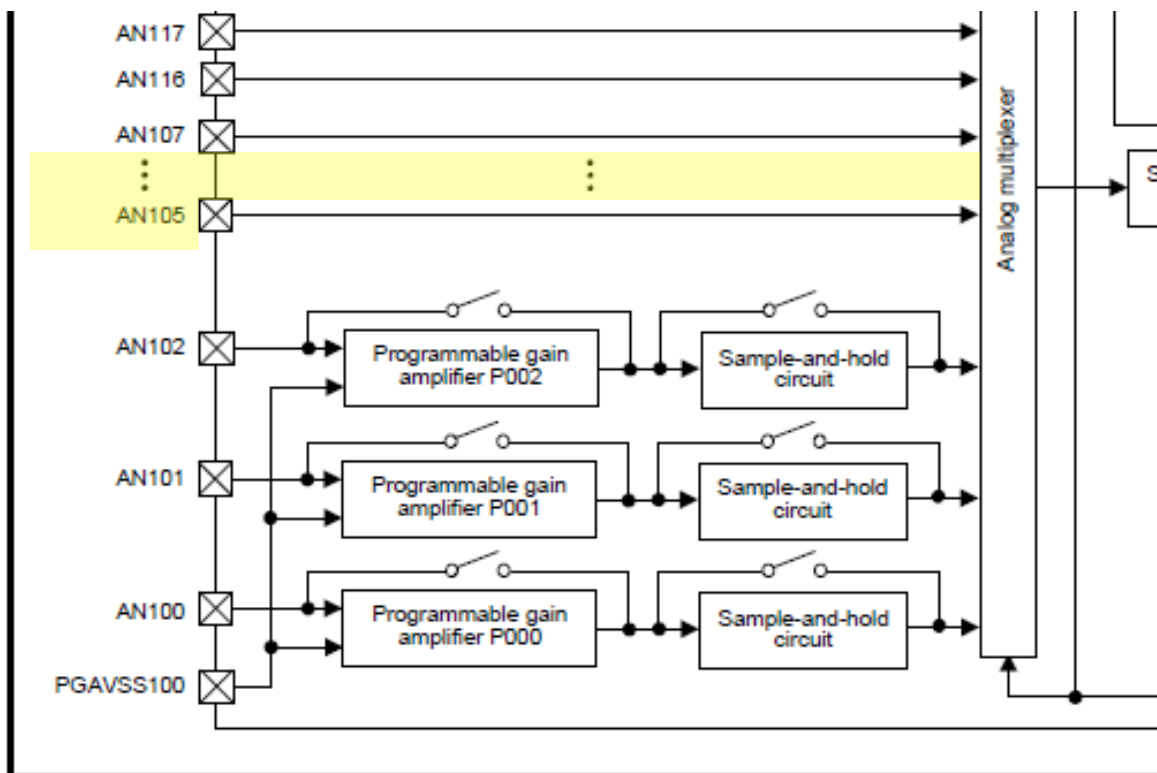 AN117
AN116
AN107
⋮ ⋮
AN105
Analog multiplexer
S
AN102
Programmable gain
amplifier P002
Sample-and-hold
circuit
AN101
Programmable gain
amplifier P001
Sample-and-hold
circuit
AN100
Programmable gain
amplifier P000
Sample-and-hold
circuit
PGAVSS100